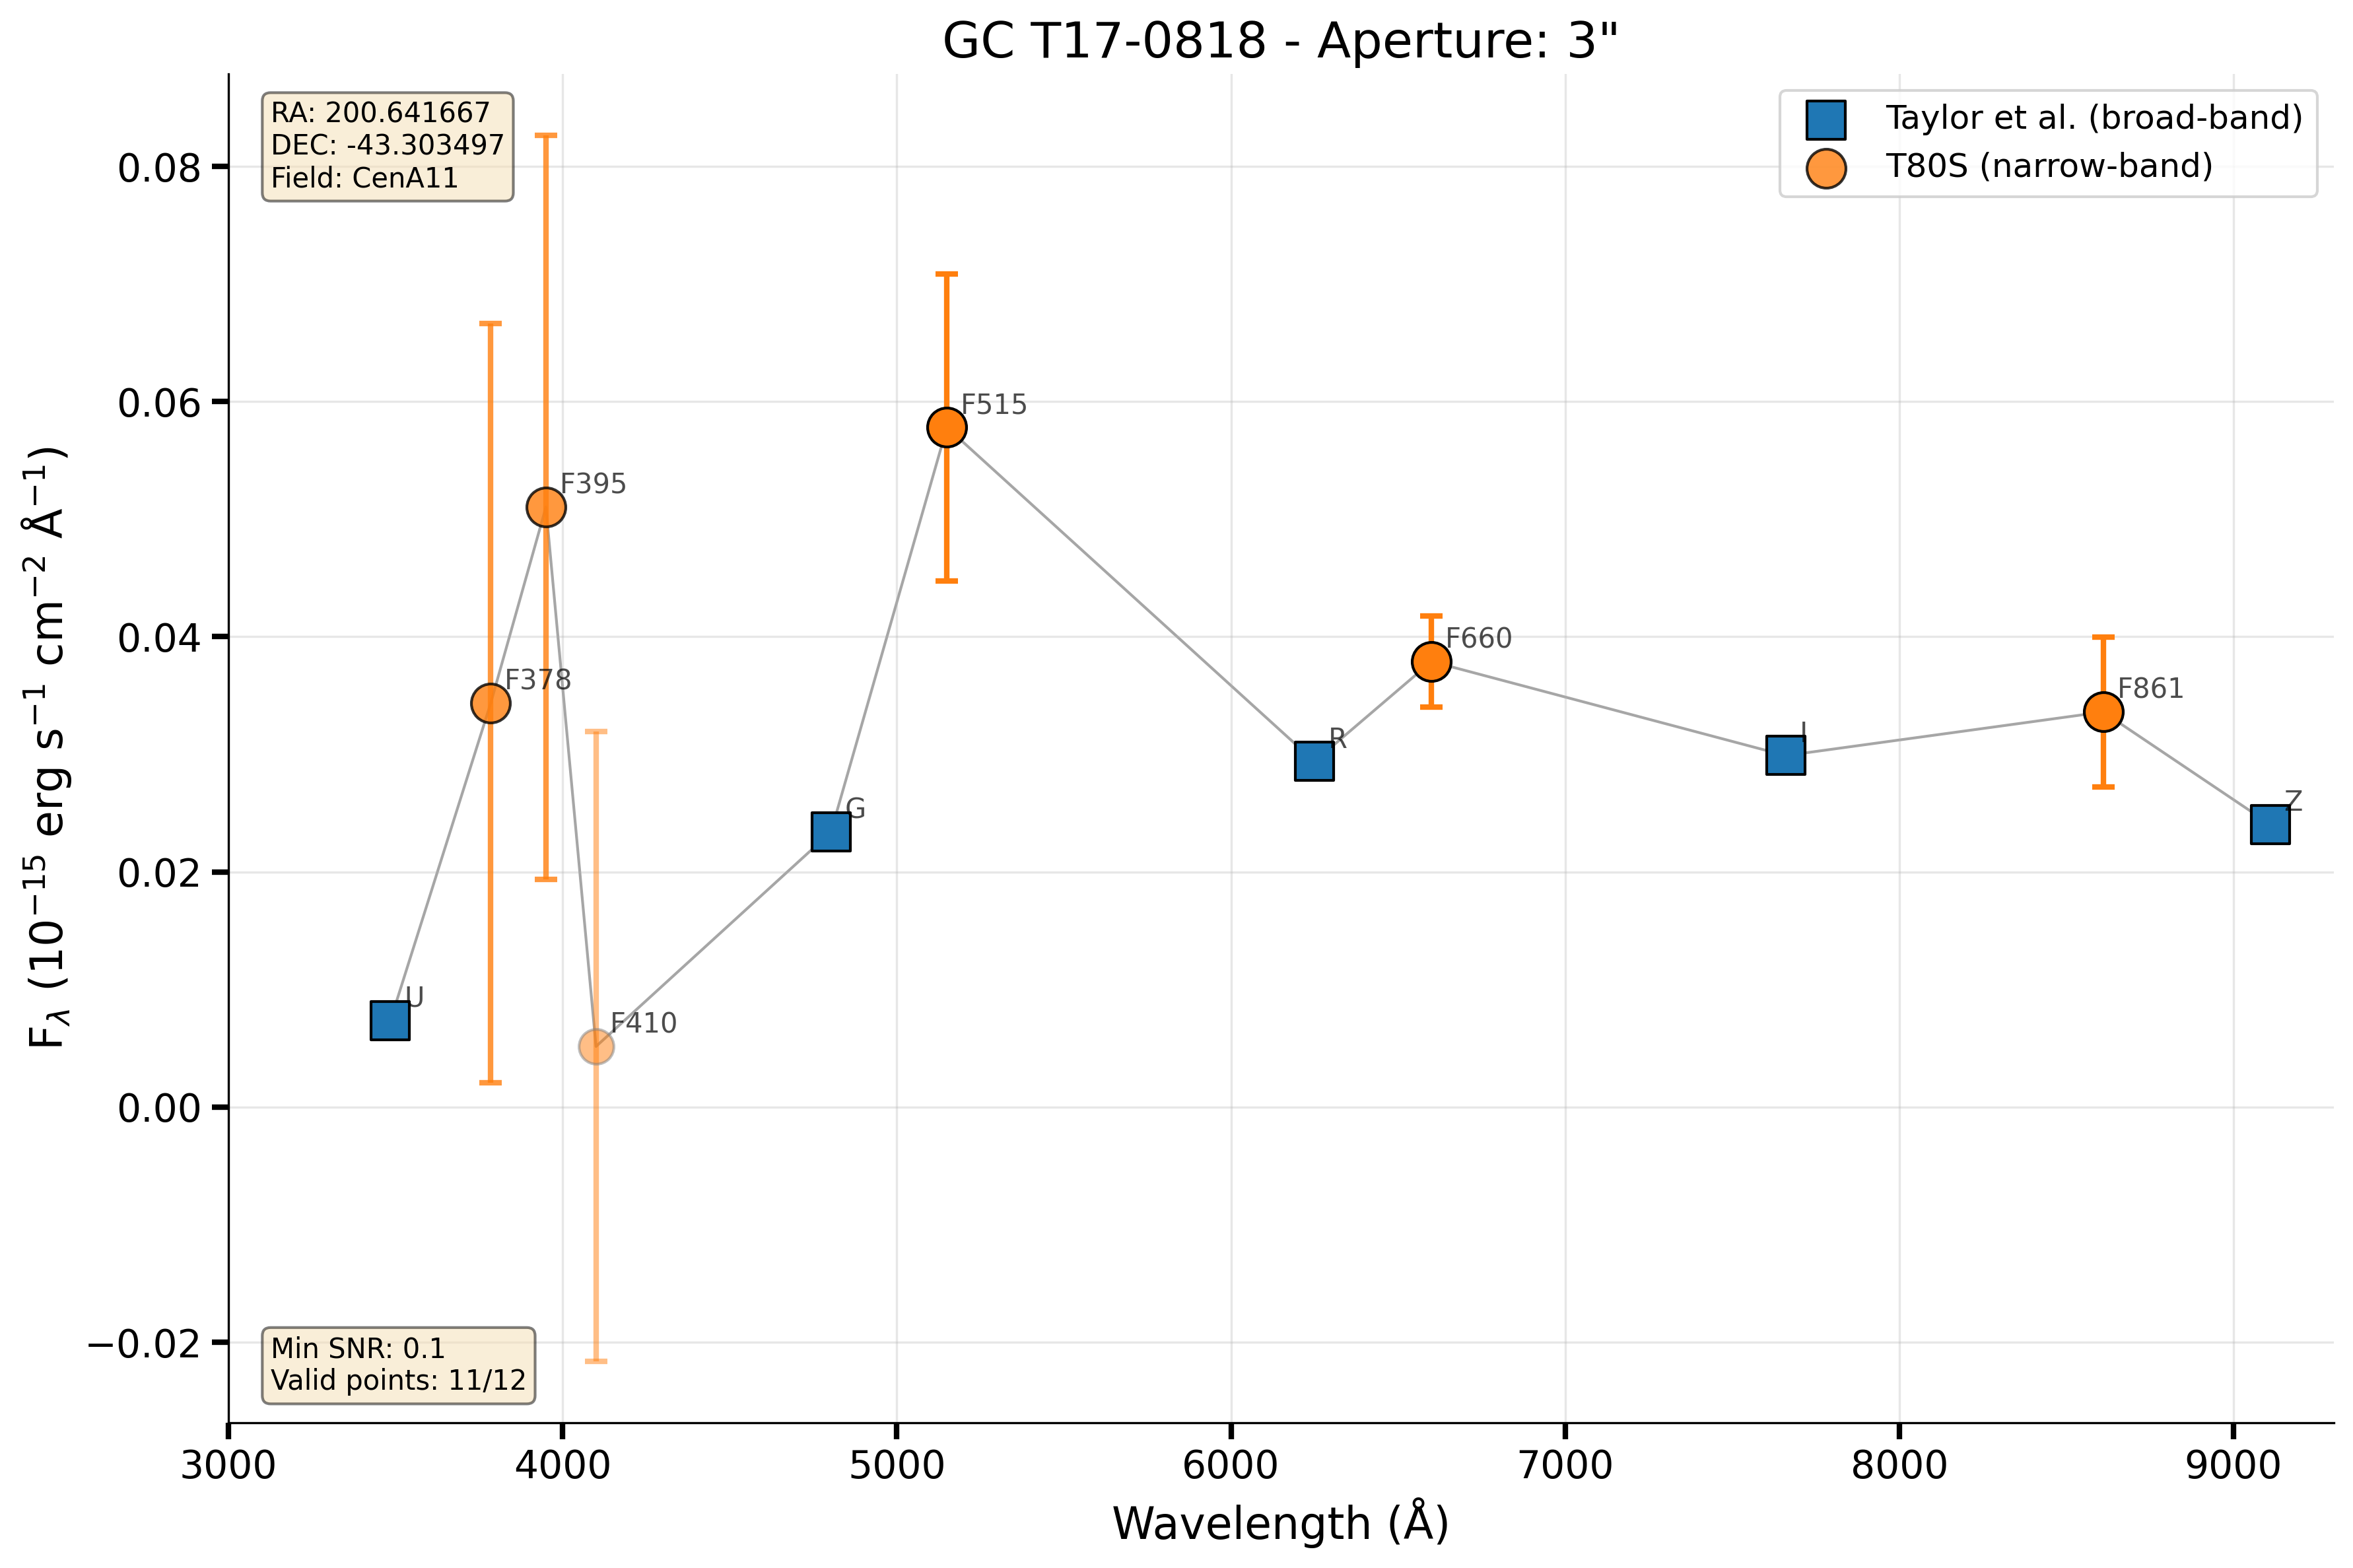 GC T17-0818 - Aperture: 3"
RA: 200.641667
DEC: -43.303497
Field: CenA11
Taylor et al. (broad-band)
T80S (narrow-band)
0.08
0.06
0.04
0.02
0.00
−0.02
F$_{\lambda}$ (10$^{-15}$ erg s$^{-1}$ cm$^{-2}$ Å$^{-1}$)
U
F378
F395
F410
G
F515
R
F660
I
F861
Z
Min SNR: 0.1
Valid points: 11/12
3000 4000 5000 6000 7000 8000 9000
Wavelength (Å)